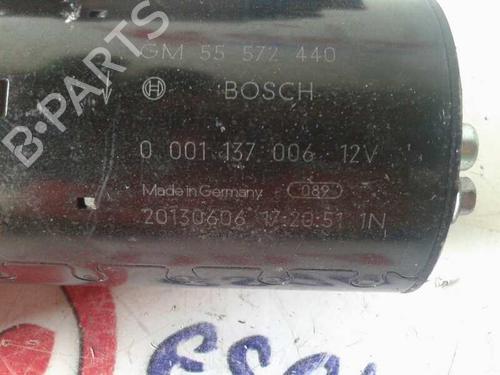 GM 55 572 440
BOSCH
0 001 137 006 12V
Made in Germany 089
20130606 17:20:51 1N
B-Parts